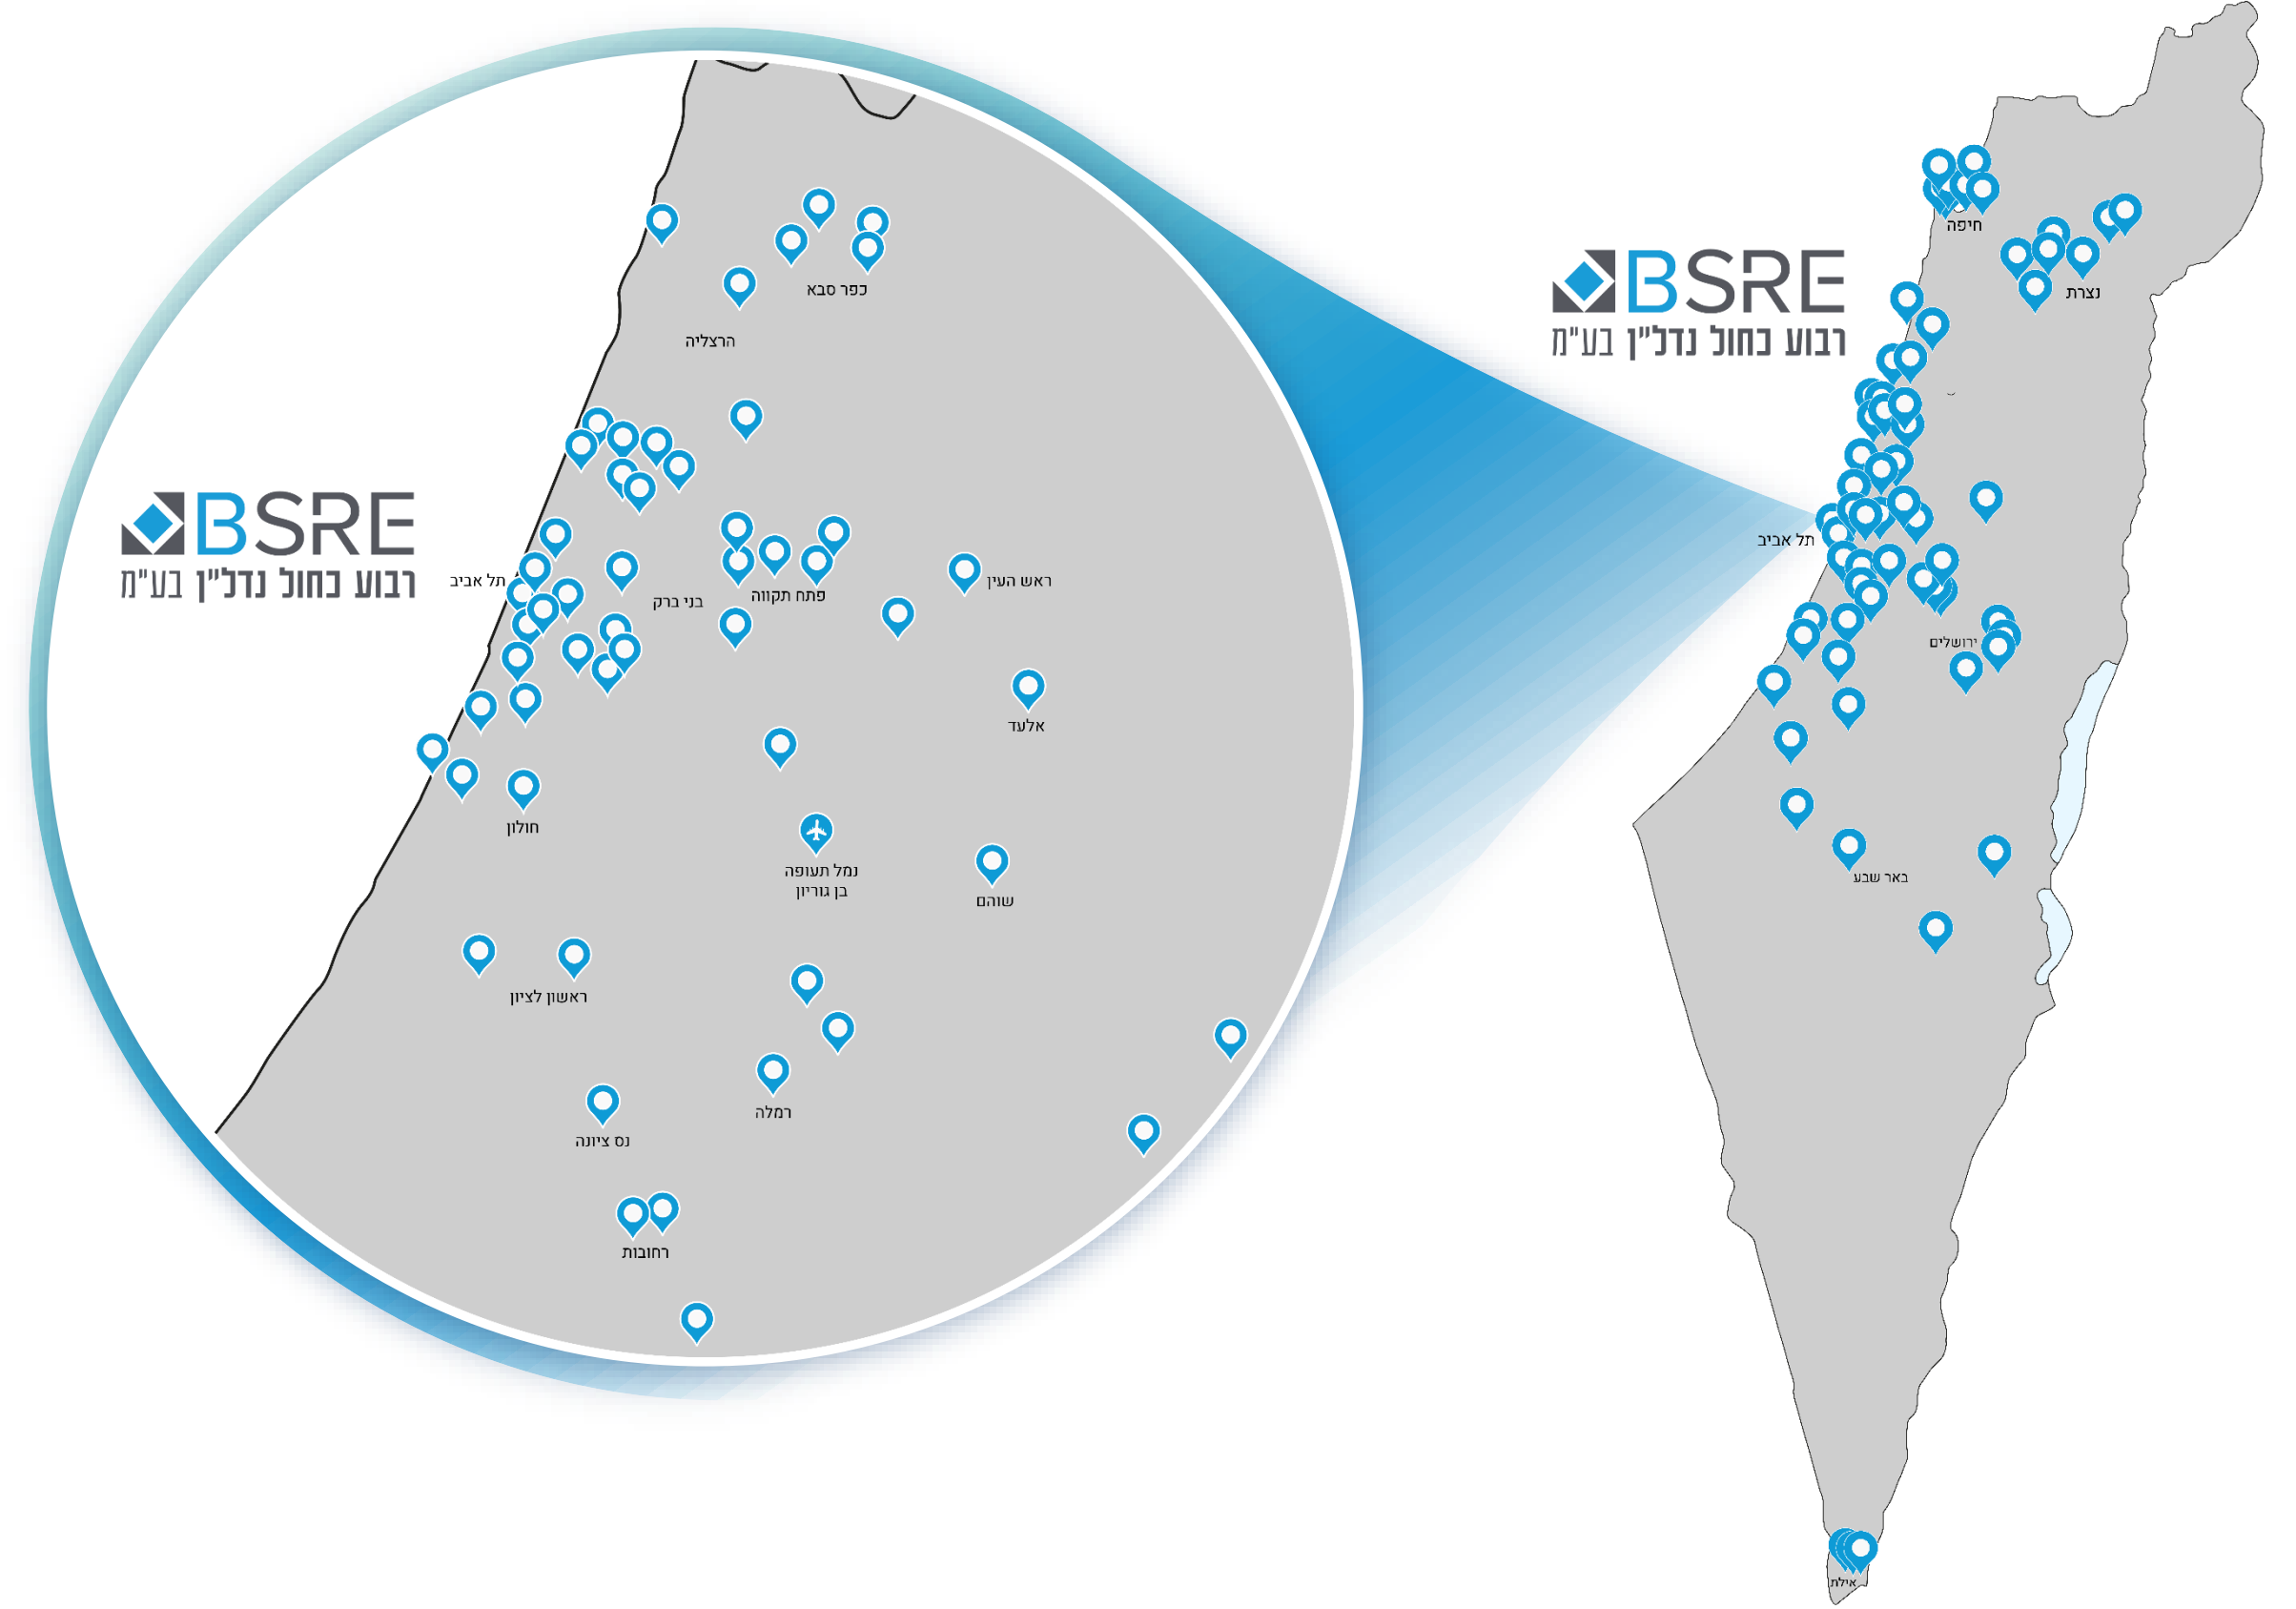 BSRE
רבוע כחול נדל"ן בע"מ
כפר סבא
הרצליה
תל אביב
בני ברק
פתח תקווה
ראש העין
אלעד
חולון
נמל תעופה
בן גוריון
שוהם
ראשון לציון
רמלה
נס ציונה
רחובות
BSRE
רבוע כחול נדל"ן בע"מ
חיפה
נצרת
תל אביב
ירושלים
באר שבע
אילת